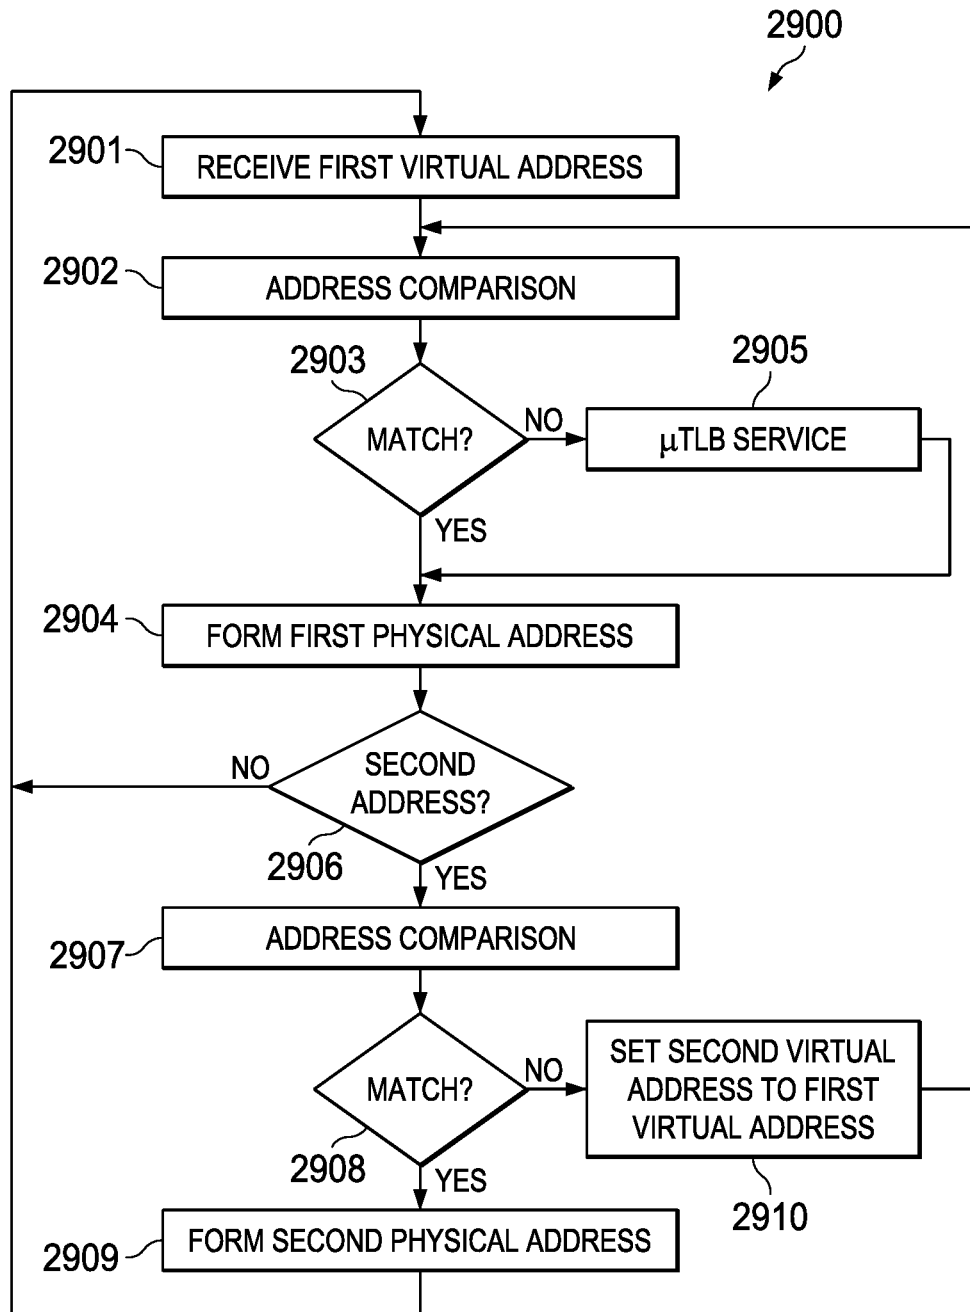 2900
2901
RECEIVE FIRST VIRTUAL ADDRESS
2902
ADDRESS COMPARISON
2903
MATCH?
NO
2905
μTLB SERVICE
YES
2904
FORM FIRST PHYSICAL ADDRESS
NO
SECOND
ADDRESS?
2906
YES
2907
ADDRESS COMPARISON
MATCH?
NO
SET SECOND VIRTUAL
ADDRESS TO FIRST
VIRTUAL ADDRESS
2908
YES
2910
2909
FORM SECOND PHYSICAL ADDRESS